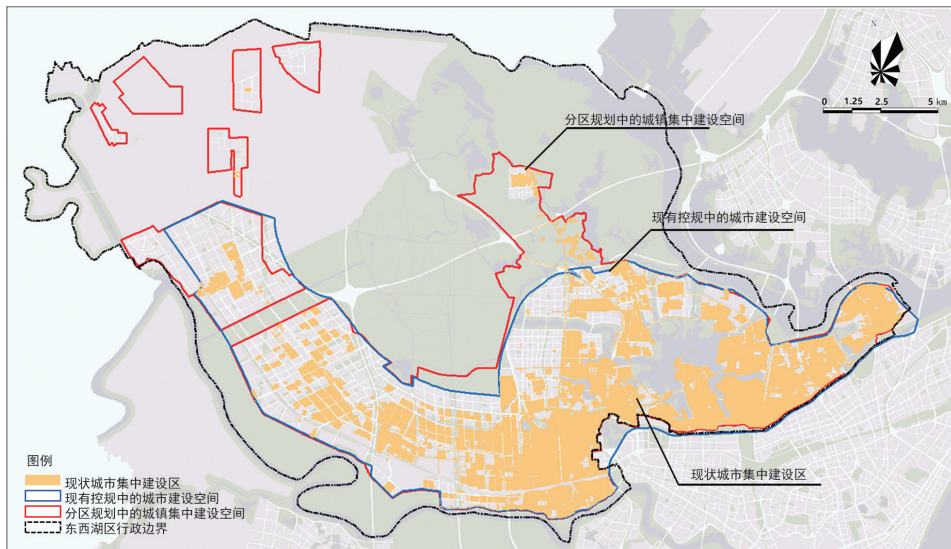 N
0 1.25 2.5 5 km
分区规划中的城镇集中建设空间
现有控规中的城市建设空间
现状城市集中建设区
图例
现状城市集中建设区
现有控规中的城市建设空间
分区规划中的城镇集中建设空间
东西湖区行政边界